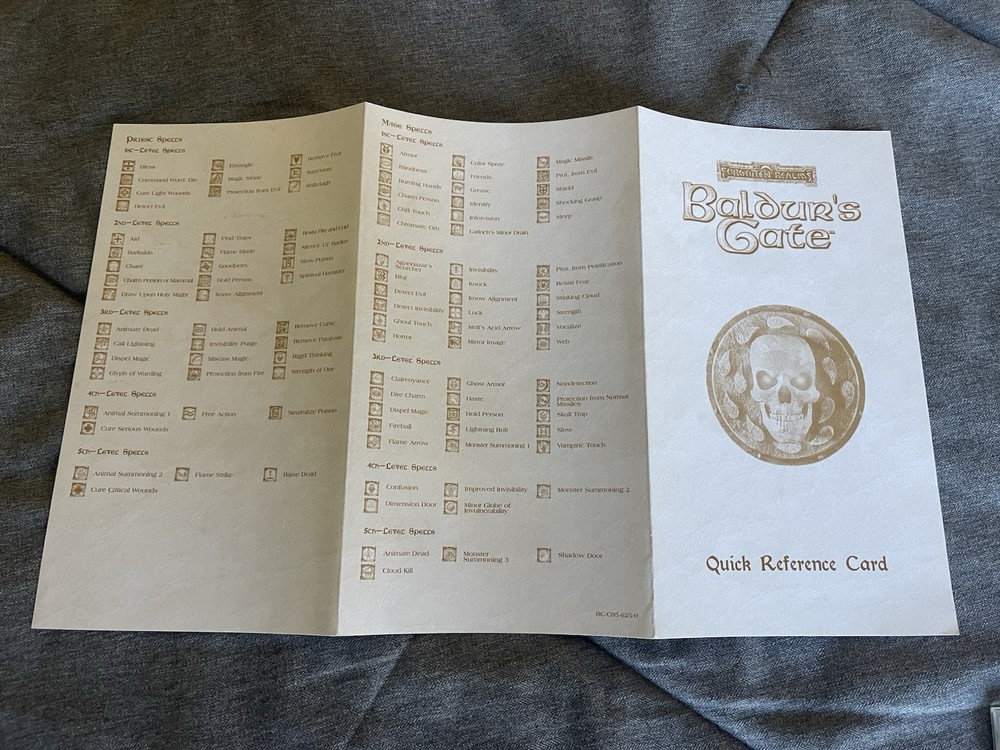 Priest Spells
1st-Level Spells
Bless
Command Word: Die
Cure Light Wounds
Detect Evil
Entangle
Magic Stone
Protection from Evil
Remove Fear
Sanctuary
Shillelagh
2nd-Level Spells
Aid
Barkskin
Chant
Charm Person or Mammal
Draw Upon Holy Might
Find Traps
Flame Blade
Goodberry
Hold Person
Know Alignment
Resist Fire and Cold
Silence 15' Radius
Slow Poison
Spiritual Hammer
3rd-Level Spells
Animate Dead
Call Lightning
Dispel Magic
Glyph of Warding
Hold Animal
Invisibility Purge
Miscast Magic
Protection from Fire
Remove Curse
Remove Paralysis
Rigid Thinking
Strength of One
4th-Level Spells
Animal Summoning 1
Cure Serious Wounds
Free Action
Neutralize Poison
5th-Level Spells
Animal Summoning 2
Cure Critical Wounds
Flame Strike
Raise Dead
Mage Spells
1st-Level Spells
Armor
Blindness
Burning Hands
Charm Person
Chill Touch
Chromatic Orb
Color Spray
Friends
Grease
Identify
Infravision
Larloch's Minor Drain
Magic Missile
Prot. from Evil
Shield
Shocking Grasp
Sleep
2nd-Level Spells
Agannazar's
Scorcher
Blur
Detect Evil
Detect Invisibility
Ghoul Touch
Horror
Invisibility
Knock
Know Alignment
Luck
Melf's Acid Arrow
Mirror Image
Prot. from Petrification
Resist Fear
Stinking Cloud
Strength
Vocalize
Web
3rd-Level Spells
Clairvoyance
Dire Charm
Dispel Magic
Fireball
Flame Arrow
Ghost Armor
Haste
Hold Person
Lightning Bolt
Monster Summoning 1
Nondetection
Protection from Normal
Missiles
Skull Trap
Slow
Vampiric Touch
4th-Level Spells
Confusion
Dimension Door
Improved Invisibility
Minor Globe of
Invulnerability
Monster Summoning 2
5th-Level Spells
Animate Dead
Cloud Kill
Monster
Summoning 3
Shadow Door
RC-CB5-625-0
Forgotten Realms
Baldur's
Gate
Quick Reference Card